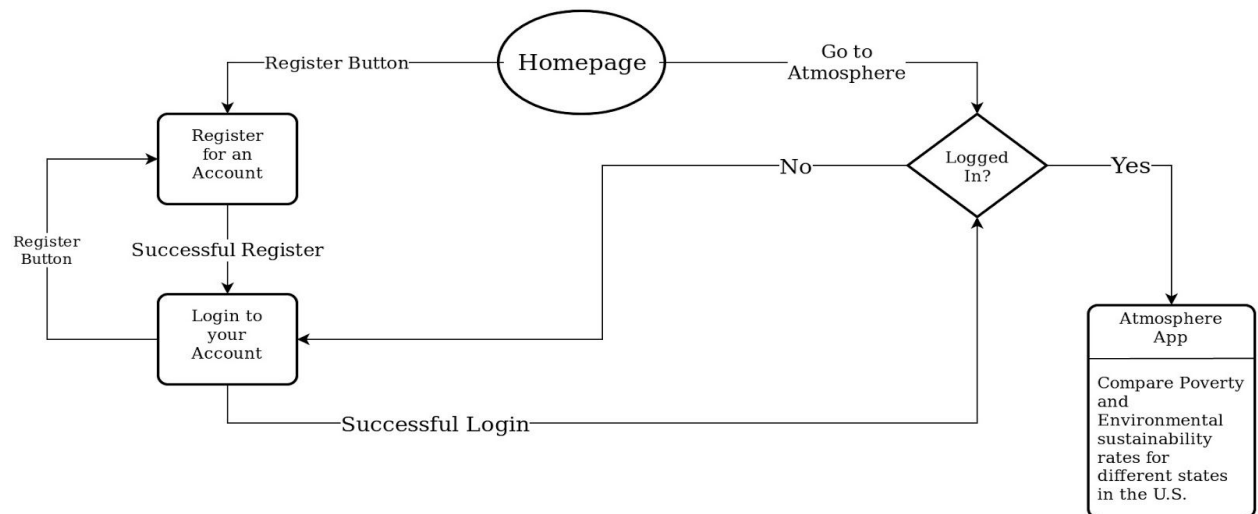 Homepage
Register Button
Go to
Atmosphere
Register
for an
Account
Logged
In?
No
Yes
Register
Button
Successful Register
Login to
your
Account
Successful Login
Atmosphere
App
Compare Poverty
and
Environmental
sustainability
rates for
different states
in the U.S.